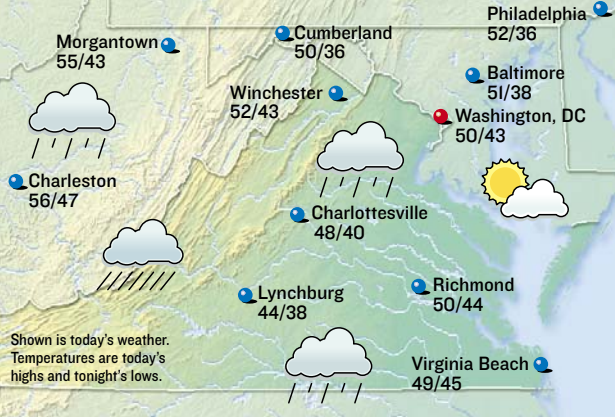 Philadelphia
52/36
Morgantown
55/43
Cumberland
50/36
Baltimore
51/38
Winchester
52/43
Washington, DC
50/43
Charleston
56/47
Charlottesville
48/40
Lynchburg
44/38
Richmond
50/44
Shown is today's weather.
Temperatures are today's
highs and tonight's lows.
Virginia Beach
49/45